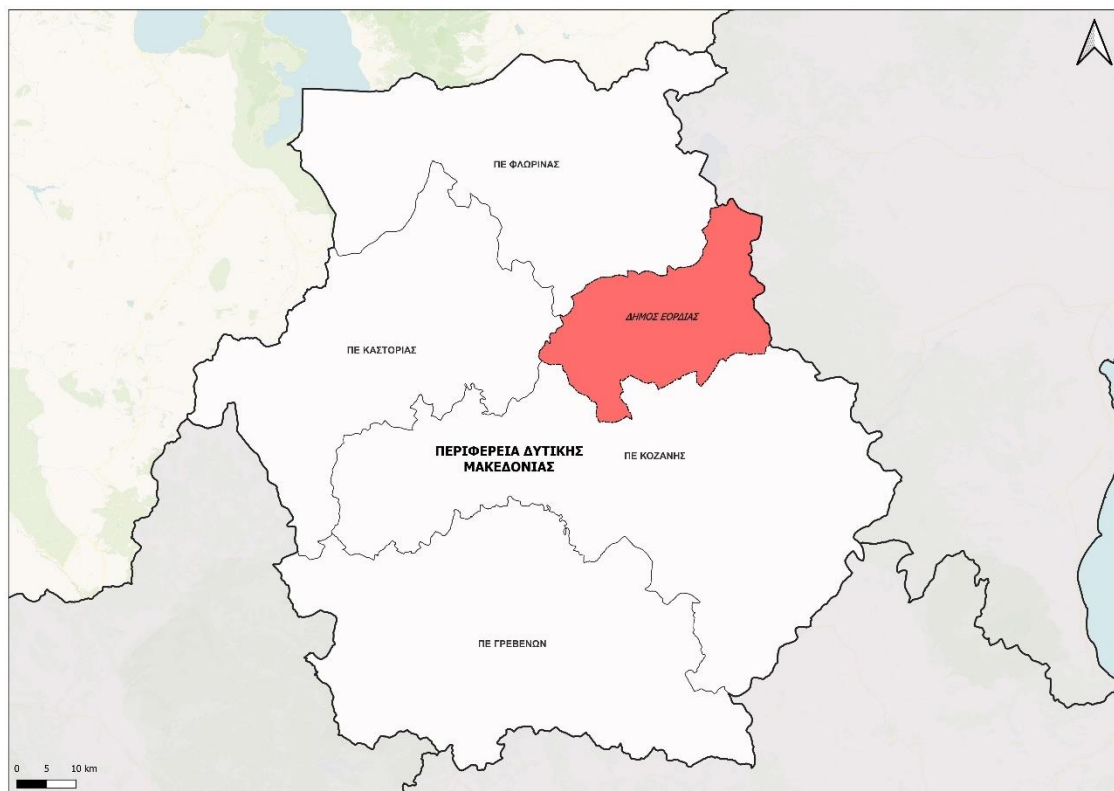 ΠΕ ΦΛΩΡΙΝΑΣ
ΔΗΜΟΣ ΕΟΡΔΙΑΣ
ΠΕ ΚΑΣΤΟΡΙΑΣ
ΠΕΡΙΦΕΡΕΙΑ ΔΥΤΙΚΗΣ
ΜΑΚΕΔΟΝΙΑΣ
ΠΕ ΚΟΖΑΝΗΣ
ΠΕ ΓΡΕΒΕΝΩΝ
0 5 10 km